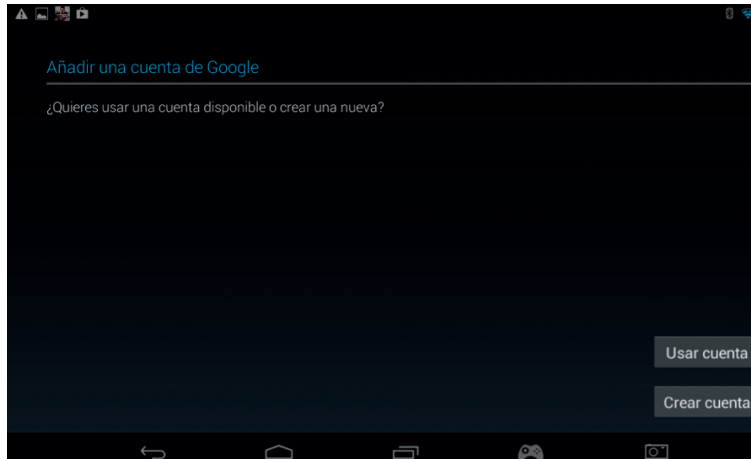 Añadir una cuenta de Google
¿Quieres usar una cuenta disponible o crear una nueva?
Usar cuenta
Crear cuenta